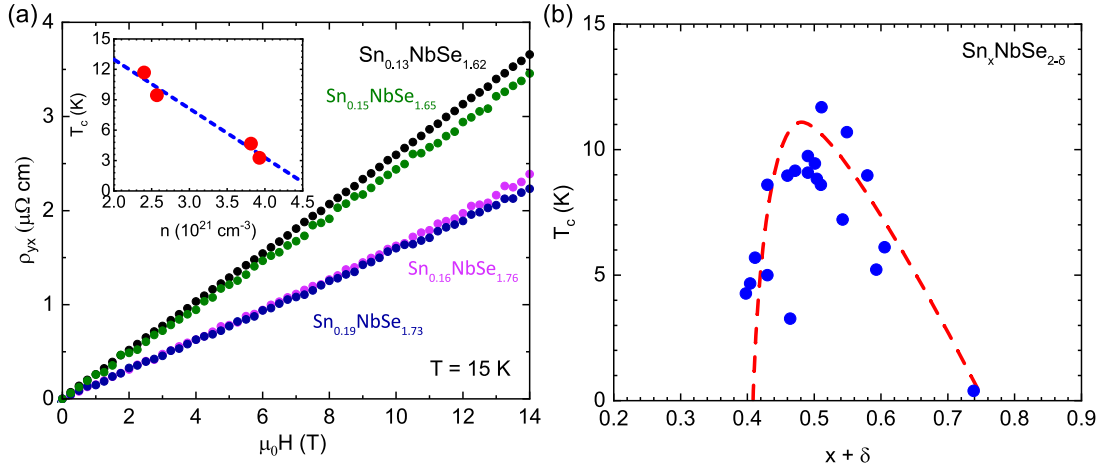 (a)
4
3
2
1
0
ρyx (μΩ cm)
0 2 4 6 8 10 12 14
μ0H (T)
15
12
9
6
3
0
Tc (K)
2.0 2.5 3.0 3.5 4.0 4.5
n (10²¹ cm⁻³)
Sn0.13NbSe1.62
Sn0.15NbSe1.65
Sn0.16NbSe1.76
Sn0.19NbSe1.73
T = 15 K
(b)
SnxNbSe2-δ
15
10
5
0
Tc (K)
0.2 0.3 0.4 0.5 0.6 0.7 0.8 0.9
x + δ